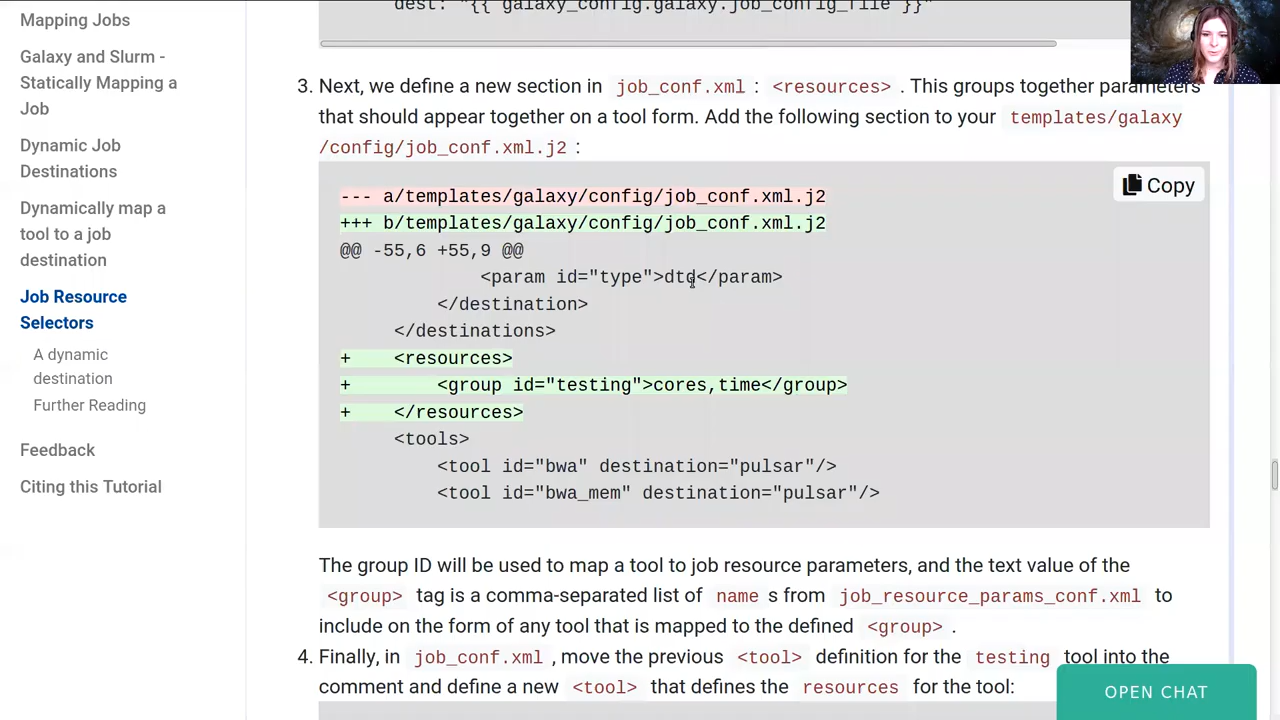 Mapping Jobs
Galaxy and Slurm -
Statically Mapping a
Job
Dynamic Job
Destinations
Dynamically map a
tool to a job
destination
Job Resource
Selectors
A dynamic
destination
Further Reading
Feedback
Citing this Tutorial
dest: "{{ galaxy_config.galaxy.job_config_file }}"
3. Next, we define a new section in job_conf.xml : <resources> . This groups together parameters
that should appear together on a tool form. Add the following section to your templates/galaxy
/config/job_conf.xml.j2 :
Copy
--- a/templates/galaxy/config/job_conf.xml.j2
+++ b/templates/galaxy/config/job_conf.xml.j2
@@ -55,6 +55,9 @@
<param id="type">dtd</param>
</destination>
</destinations>
+ <resources>
+ <group id="testing">cores,time</group>
+ </resources>
<tools>
<tool id="bwa" destination="pulsar"/>
<tool id="bwa_mem" destination="pulsar"/>
The group ID will be used to map a tool to job resource parameters, and the text value of the
<group> tag is a comma-separated list of name s from job_resource_params_conf.xml to
include on the form of any tool that is mapped to the defined <group> .
4. Finally, in job_conf.xml , move the previous <tool> definition for the testing tool into the
comment and define a new <tool> that defines the resources for the tool:
OPEN CHAT